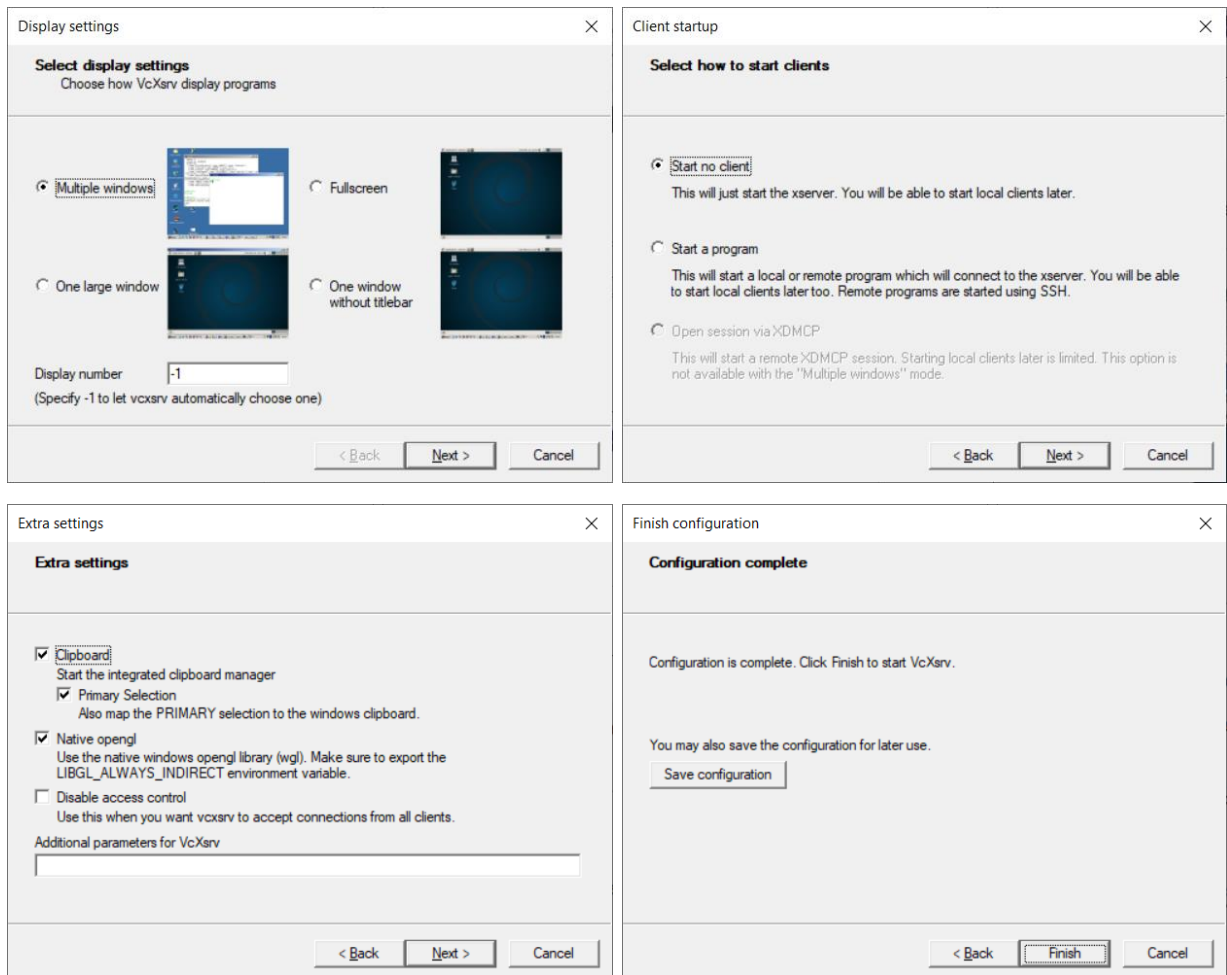 Display settings
Select display settings
Choose how VcXsrv display programs
Multiple windows
Fullscreen
One large window
One window
without titlebar
Display number
-1
(Specify -1 to let vcxsrv automatically choose one)
< Back
Next >
Cancel
Client startup
Select how to start clients
Start no client
This will just start the xserver. You will be able to start local clients later.
Start a program
This will start a local or remote program which will connect to the xserver. You will be able
to start local clients later too. Remote programs are started using SSH.
Open session via XDMCP
This will start a remote XDMCP session. Starting local clients later is limited. This option is
not available with the "Multiple windows" mode.
< Back
Next >
Cancel
Extra settings
Extra settings
Clipboard
Start the integrated clipboard manager
Primary Selection
Also map the PRIMARY selection to the windows clipboard.
Native opengl
Use the native windows opengl library (wgl). Make sure to export the
LIBGL_ALWAYS_INDIRECT environment variable.
Disable access control
Use this when you want vcxsrv to accept connections from all clients.
Additional parameters for VcXsrv
< Back
Next >
Cancel
Finish configuration
Configuration complete
Configuration is complete. Click Finish to start VcXsrv.
You may also save the configuration for later use.
Save configuration
< Back
Finish
Cancel